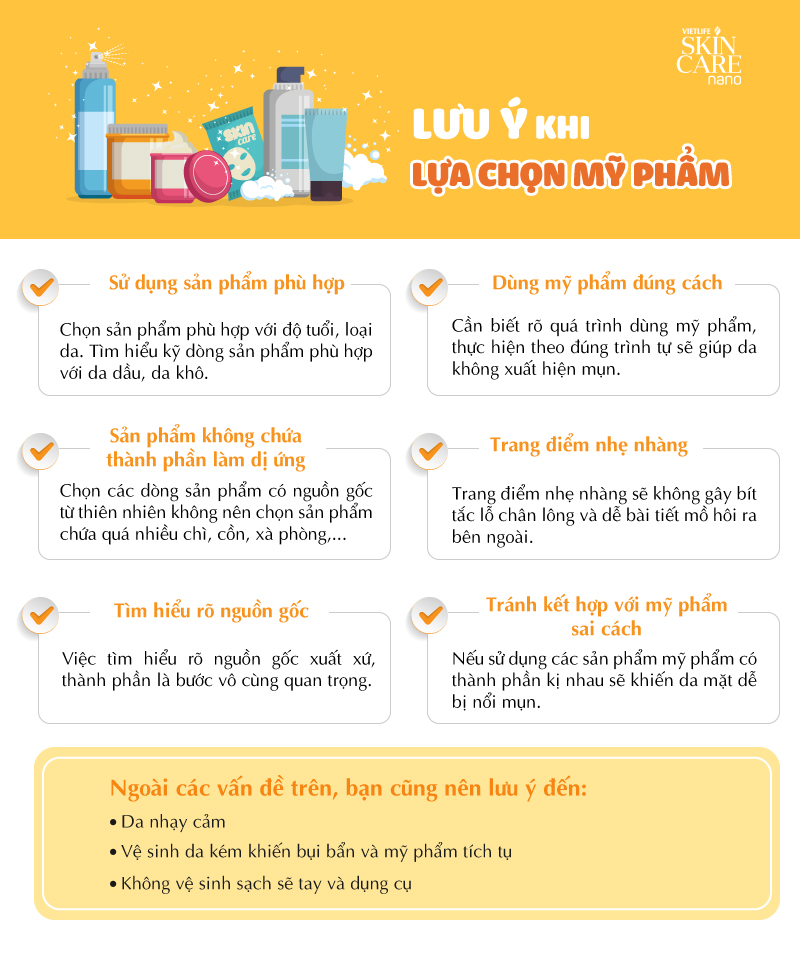 VIETLIFE
SKIN
CARE
nano
SKIN
care
LƯU Ý KHI
LỰA CHỌN MỸ PHẨM
Sử dụng sản phẩm phù hợp
Chọn sản phẩm phù hợp với độ tuổi, loại
da. Tìm hiểu kỹ dòng sản phẩm phù hợp
với da dầu, da khô.
Dùng mỹ phẩm đúng cách
Cần biết rõ quá trình dùng mỹ phẩm,
thực hiện theo đúng trình tự sẽ giúp da
không xuất hiện mụn.
Sản phẩm không chứa
thành phần làm dị ứng
Chọn các dòng sản phẩm có nguồn gốc
từ thiên nhiên không nên chọn sản phẩm
chứa quá nhiều chì, cồn, xà phòng,...
Trang điểm nhẹ nhàng
Trang điểm nhẹ nhàng sẽ không gây bít
tắc lỗ chân lông và dễ bài tiết mồ hôi ra
bên ngoài.
Tìm hiểu rõ nguồn gốc
Việc tìm hiểu rõ nguồn gốc xuất xứ,
thành phần là bước vô cùng quan trọng.
Tránh kết hợp với mỹ phẩm
sai cách
Nếu sử dụng các sản phẩm mỹ phẩm có
thành phần kị nhau sẽ khiến da mặt dễ
bị nổi mụn.
Ngoài các vấn đề trên, bạn cũng nên lưu ý đến:
• Da nhạy cảm
• Vệ sinh da kém khiến bụi bẩn và mỹ phẩm tích tụ
• Không vệ sinh sạch sẽ tay và dụng cụ